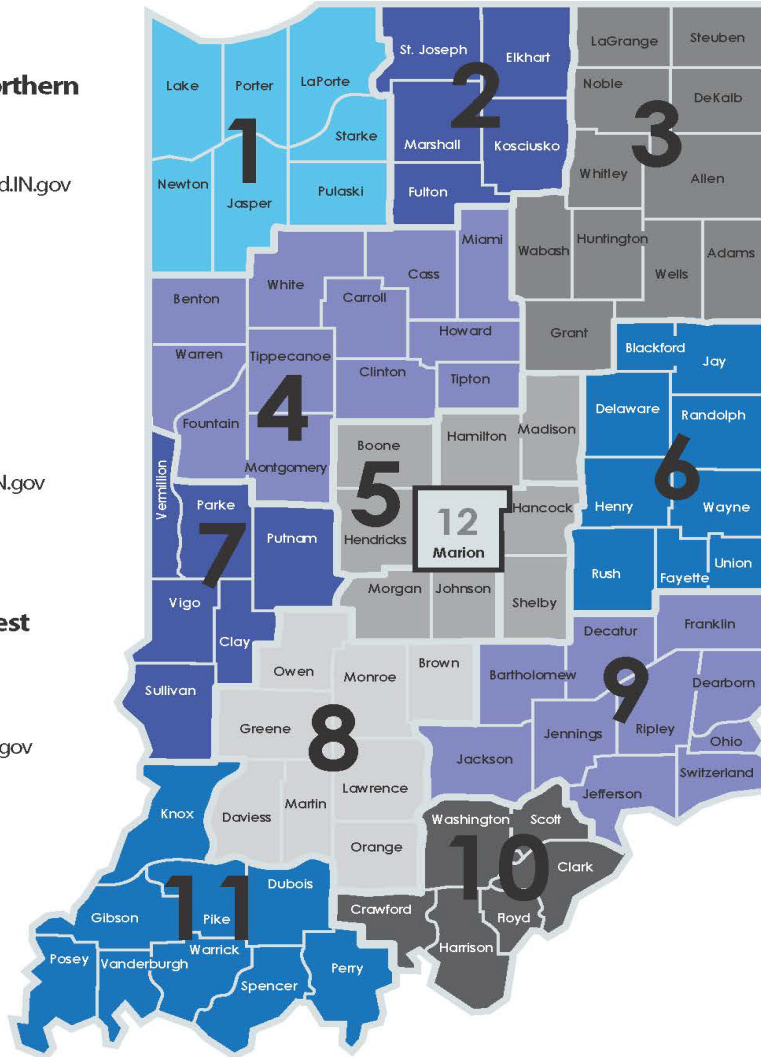 rthern
d.IN.gov
N.gov
est
gov
Lake
Porter
LaPorte
Starke
1
Newton
Jasper
Pulaski
St. Joseph
Elkhart
2
Marshall
Kosciusko
Fulton
LaGrange
Steuben
Noble
DeKalb
3
Whitley
Allen
Wabash
Huntington
Wells
Adams
Grant
Miami
White
Cass
Carroll
Benton
Howard
Warren
Tippecanoe
Clinton
Tipton
4
Fountain
Montgomery
Boone
Hamilton
Madison
5
Hendricks
Hancock
12
Marion
Morgan
Johnson
Shelby
Blackford
Jay
Delaware
Randolph
6
Henry
Wayne
Rush
Fayette
Union
Vermillion
Parke
7
Putnam
Vigo
Clay
Sullivan
Owen
Monroe
Brown
Greene
8
Lawrence
Daviess
Martin
Orange
Decatur
Franklin
Bartholomew
9
Dearborn
Jennings
Ripley
Ohio
Jackson
Switzerland
Jefferson
Washington
Scott
10
Clark
Crawford
Floyd
Harrison
Knox
Dubois
11
Gibson
Pike
Posey
Vanderburgh
Warrick
Spencer
Perry